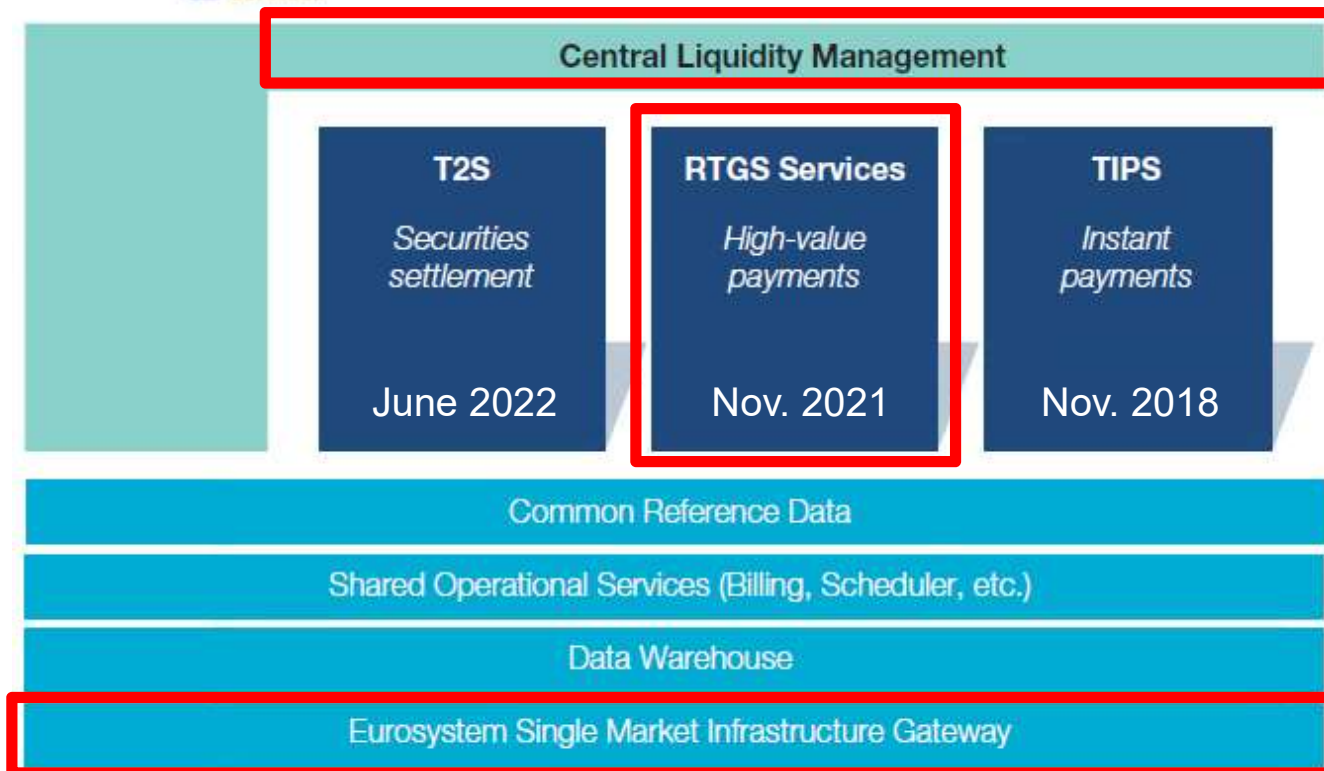 Central Liquidity Management
T2S
Securities
settlement
June 2022
RTGS Services
High-value
payments
Nov. 2021
TIPS
Instant
payments
Nov. 2018
Common Reference Data
Shared Operational Services (Billing, Scheduler, etc.)
Data Warehouse
Eurosystem Single Market Infrastructure Gateway